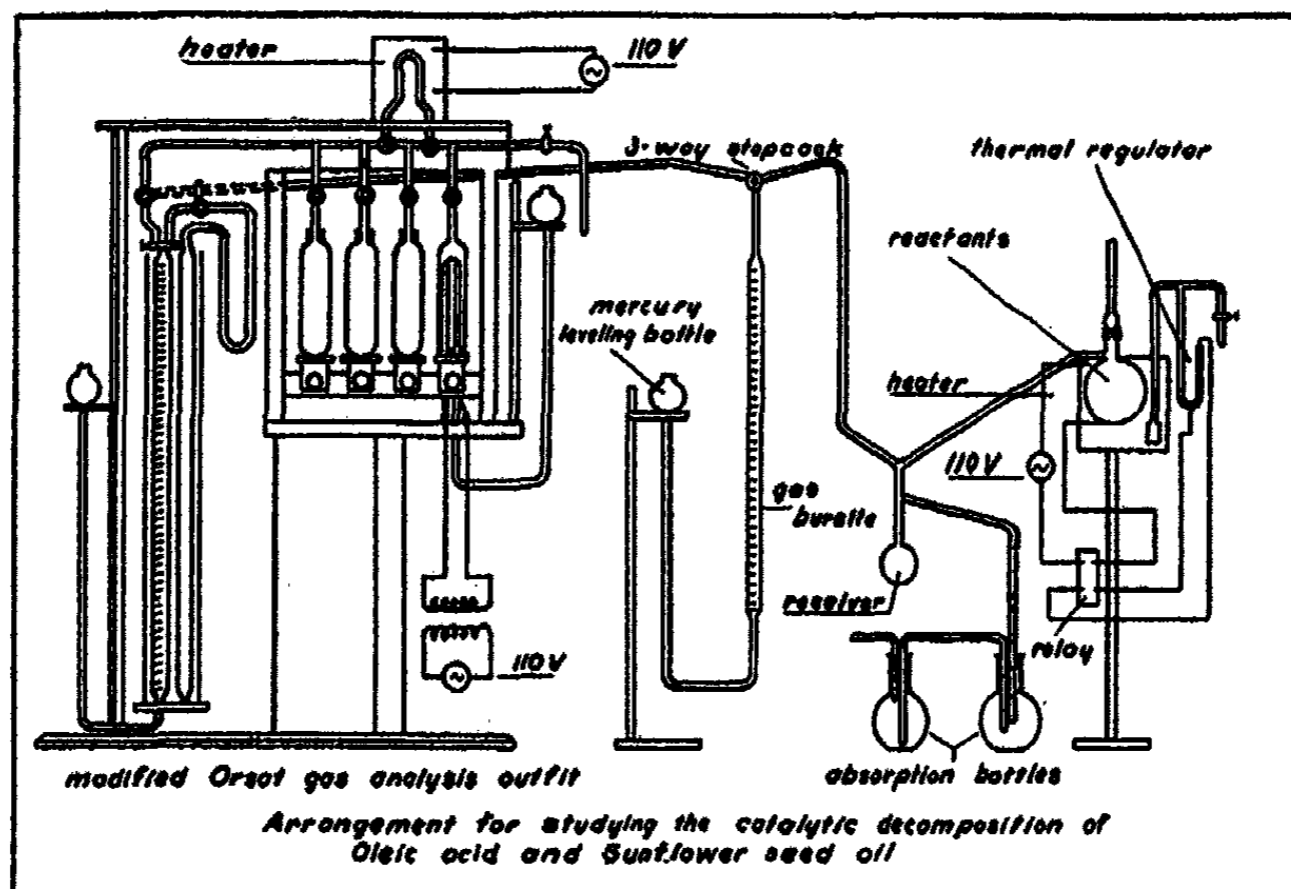 heater
110 V
3-way stopcock
thermal regulator
reactants
mercury
leveling bottle
heater
110 V
gas
burette
receiver
relay
110 V
absorption bottles
modified Orsat gas analysis outfit
Arrangement for studying the catalytic decomposition of
Oleic acid and Sunflower seed oil